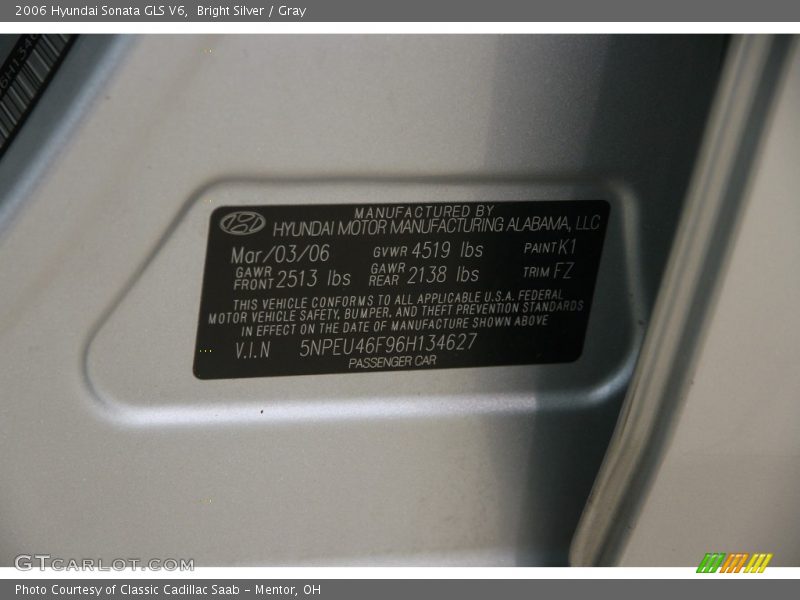 2006 Hyundai Sonata GLS V6,  Bright Silver / Gray
MANUFACTURED BY
HYUNDAI MOTOR MANUFACTURING ALABAMA, LLC
Mar/03/06 GVWR 4519 lbs PAINT K1
GAWR FRONT 2513 lbs GAWR REAR 2138 lbs TRIM FZ
THIS VEHICLE CONFORMS TO ALL APPLICABLE U.S.A. FEDERAL
MOTOR VEHICLE SAFETY, BUMPER, AND THEFT PREVENTION STANDARDS
IN EFFECT ON THE DATE OF MANUFACTURE SHOWN ABOVE
V.I.N 5NPEU46F96H134627
PASSENGER CAR
GTCARLOT.COM
Photo Courtesy of Classic Cadillac Saab - Mentor, OH